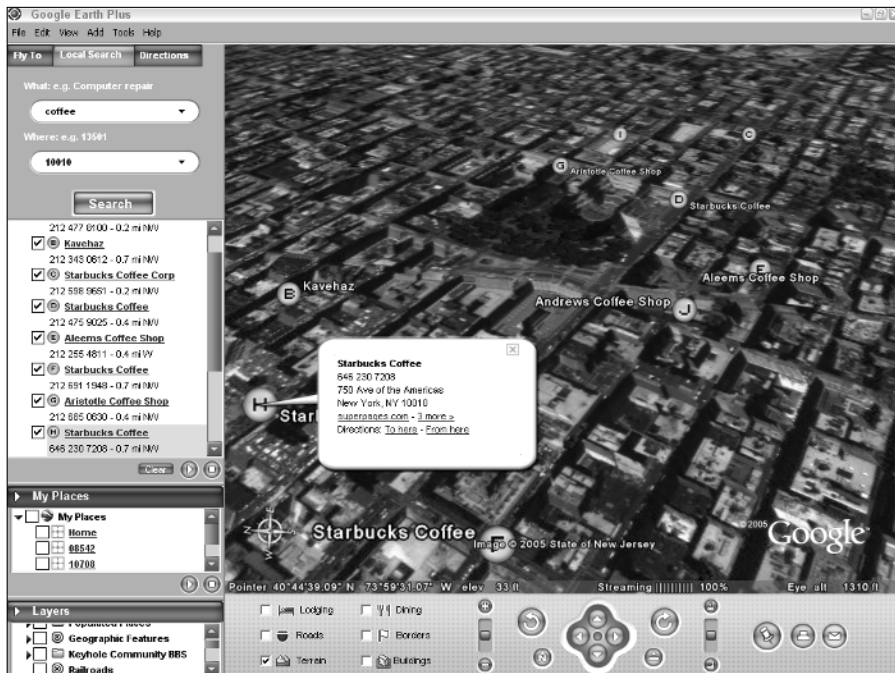 Google Earth Plus
File Edit View Add Tools Help
Fly To Local Search Directions
What: e.g. Computer repair
coffee
Where: e.g. 13501
10010
Search
212 477 6100 - 0.2 mi NW
B Kavehaz
212 343 0612 - 0.7 mi NW
C Starbucks Coffee Corp
212 598 9651 - 0.2 mi NW
D Starbucks Coffee
212 475 9025 - 0.4 mi NW
E Aleems Coffee Shop
212 255 4811 - 0.4 mi W
F Starbucks Coffee
212 691 1948 - 0.7 mi NW
G Aristotle Coffee Shop
212 685 0630 - 0.4 mi NW
H Starbucks Coffee
646 230 7208 - 0.7 mi NW
Clear
My Places
My Places
Home
08542
10708
Layers
Populated Places
Geographic Features
Keyhole Community BBS
Railroads
I
C
G Aristotle Coffee Shop
D Starbucks Coffee
E Aleems Coffee Shop
B Kavehaz
Andrews Coffee Shop J
Starbucks Coffee
646 230 7208
750 Ave of the Americas
New York, NY 10010
superpages.com - 3 more »
Directions: To here - From here
H Star
N E W S
Starbucks Coffee F
Image © 2005 State of New Jersey
©2005 Google™
Pointer 40°44'39.09" N 73°59'31.07" W elev 33 ft Streaming |||||||||| 100% Eye alt 1310 ft
Lodging Dining
Roads Borders
Terrain Buildings
N